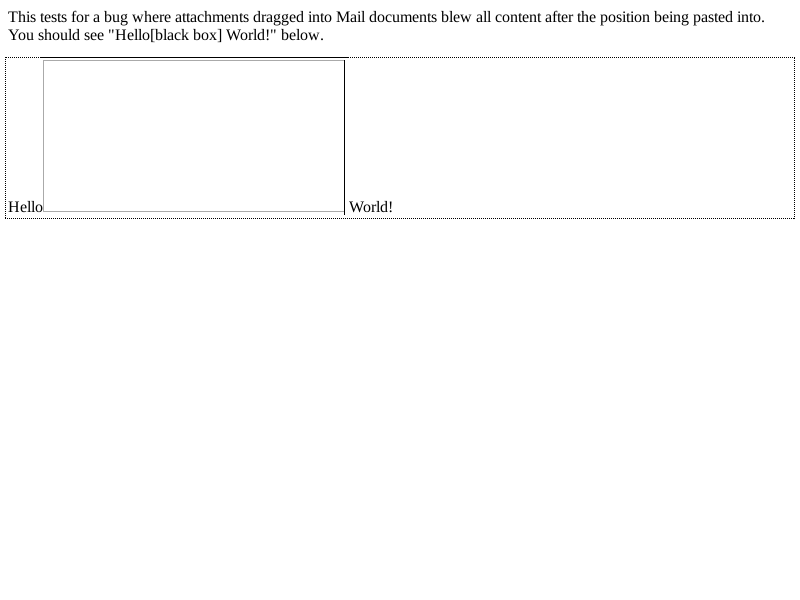 This tests for a bug where attachments dragged into Mail documents blew all content after the position being pasted into.
You should see "Hello[black box] World!" below.
Hello World!